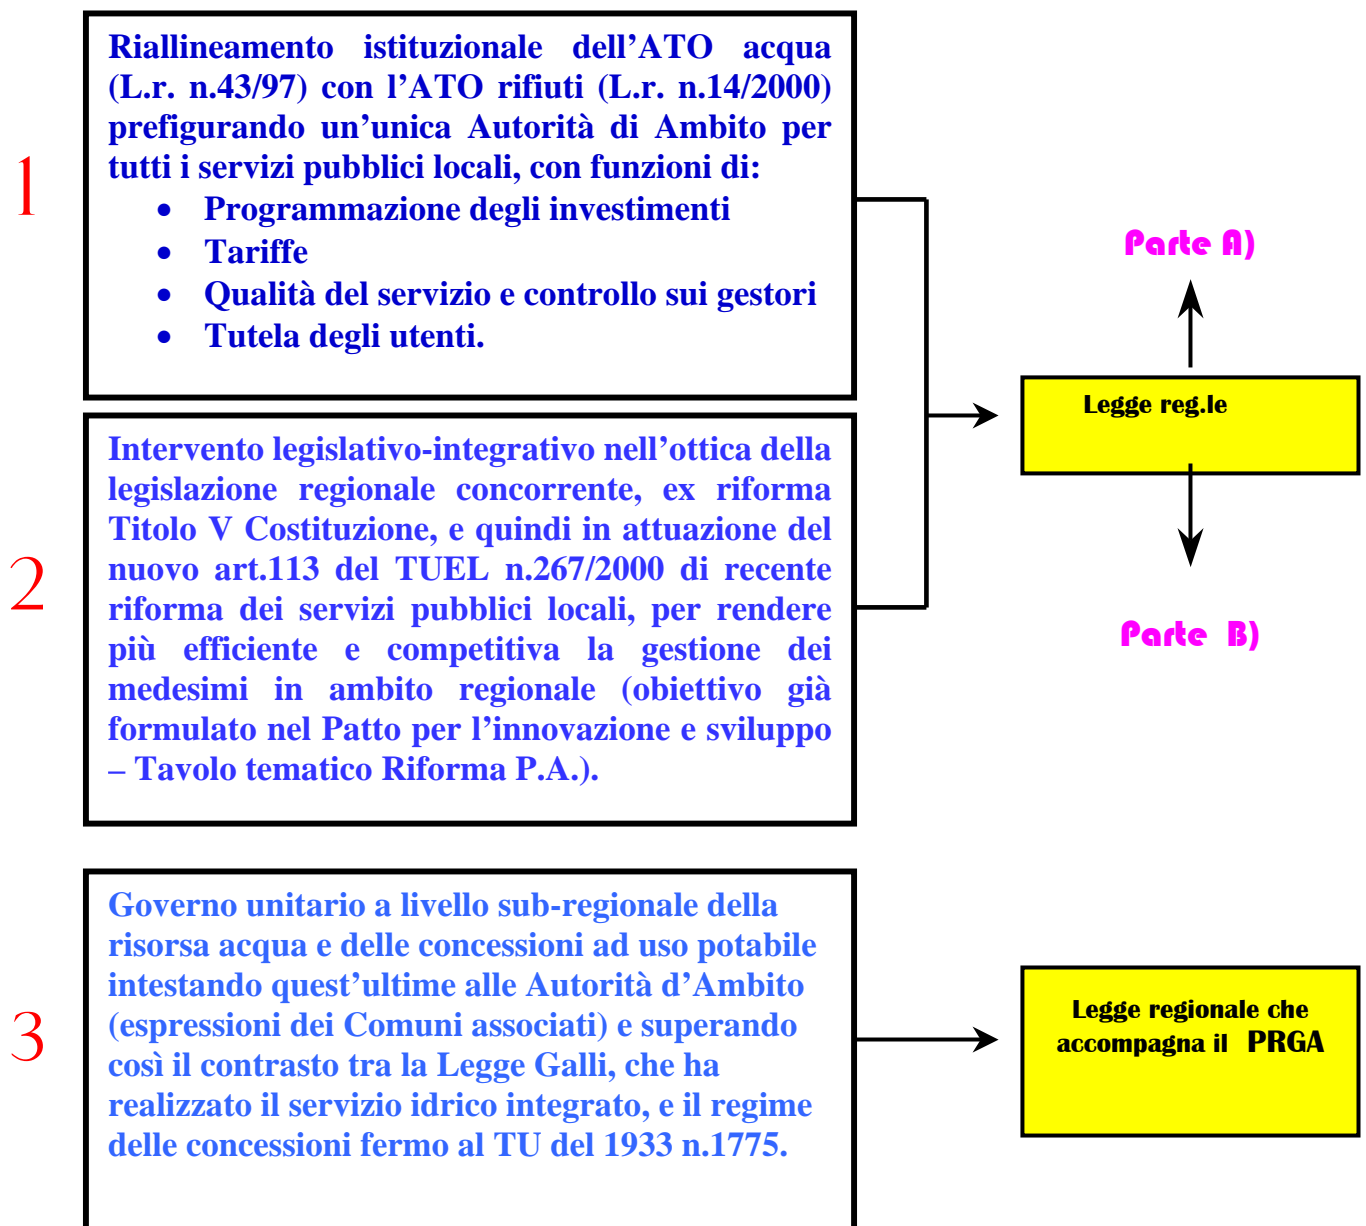 1
Riallineamento istituzionale dell’ATO acqua
(L.r. n.43/97) con l’ATO rifiuti (L.r. n.14/2000)
prefigurando un’unica Autorità di Ambito per
tutti i servizi pubblici locali, con funzioni di:
• Programmazione degli investimenti
• Tariffe
• Qualità del servizio e controllo sui gestori
• Tutela degli utenti.
2
Intervento legislativo-integrativo nell’ottica della
legislazione regionale concorrente, ex riforma
Titolo V Costituzione, e quindi in attuazione del
nuovo art.113 del TUEL n.267/2000 di recente
riforma dei servizi pubblici locali, per rendere
più efficiente e competitiva la gestione dei
medesimi in ambito regionale (obiettivo già
formulato nel Patto per l’innovazione e sviluppo
– Tavolo tematico Riforma P.A.).
Parte A)
Legge reg.le
Parte B)
3
Governo unitario a livello sub-regionale della
risorsa acqua e delle concessioni ad uso potabile
intestando quest’ultime alle Autorità d’Ambito
(espressioni dei Comuni associati) e superando
così il contrasto tra la Legge Galli, che ha
realizzato il servizio idrico integrato, e il regime
delle concessioni fermo al TU del 1933 n.1775.
Legge regionale che
accompagna il PRGA